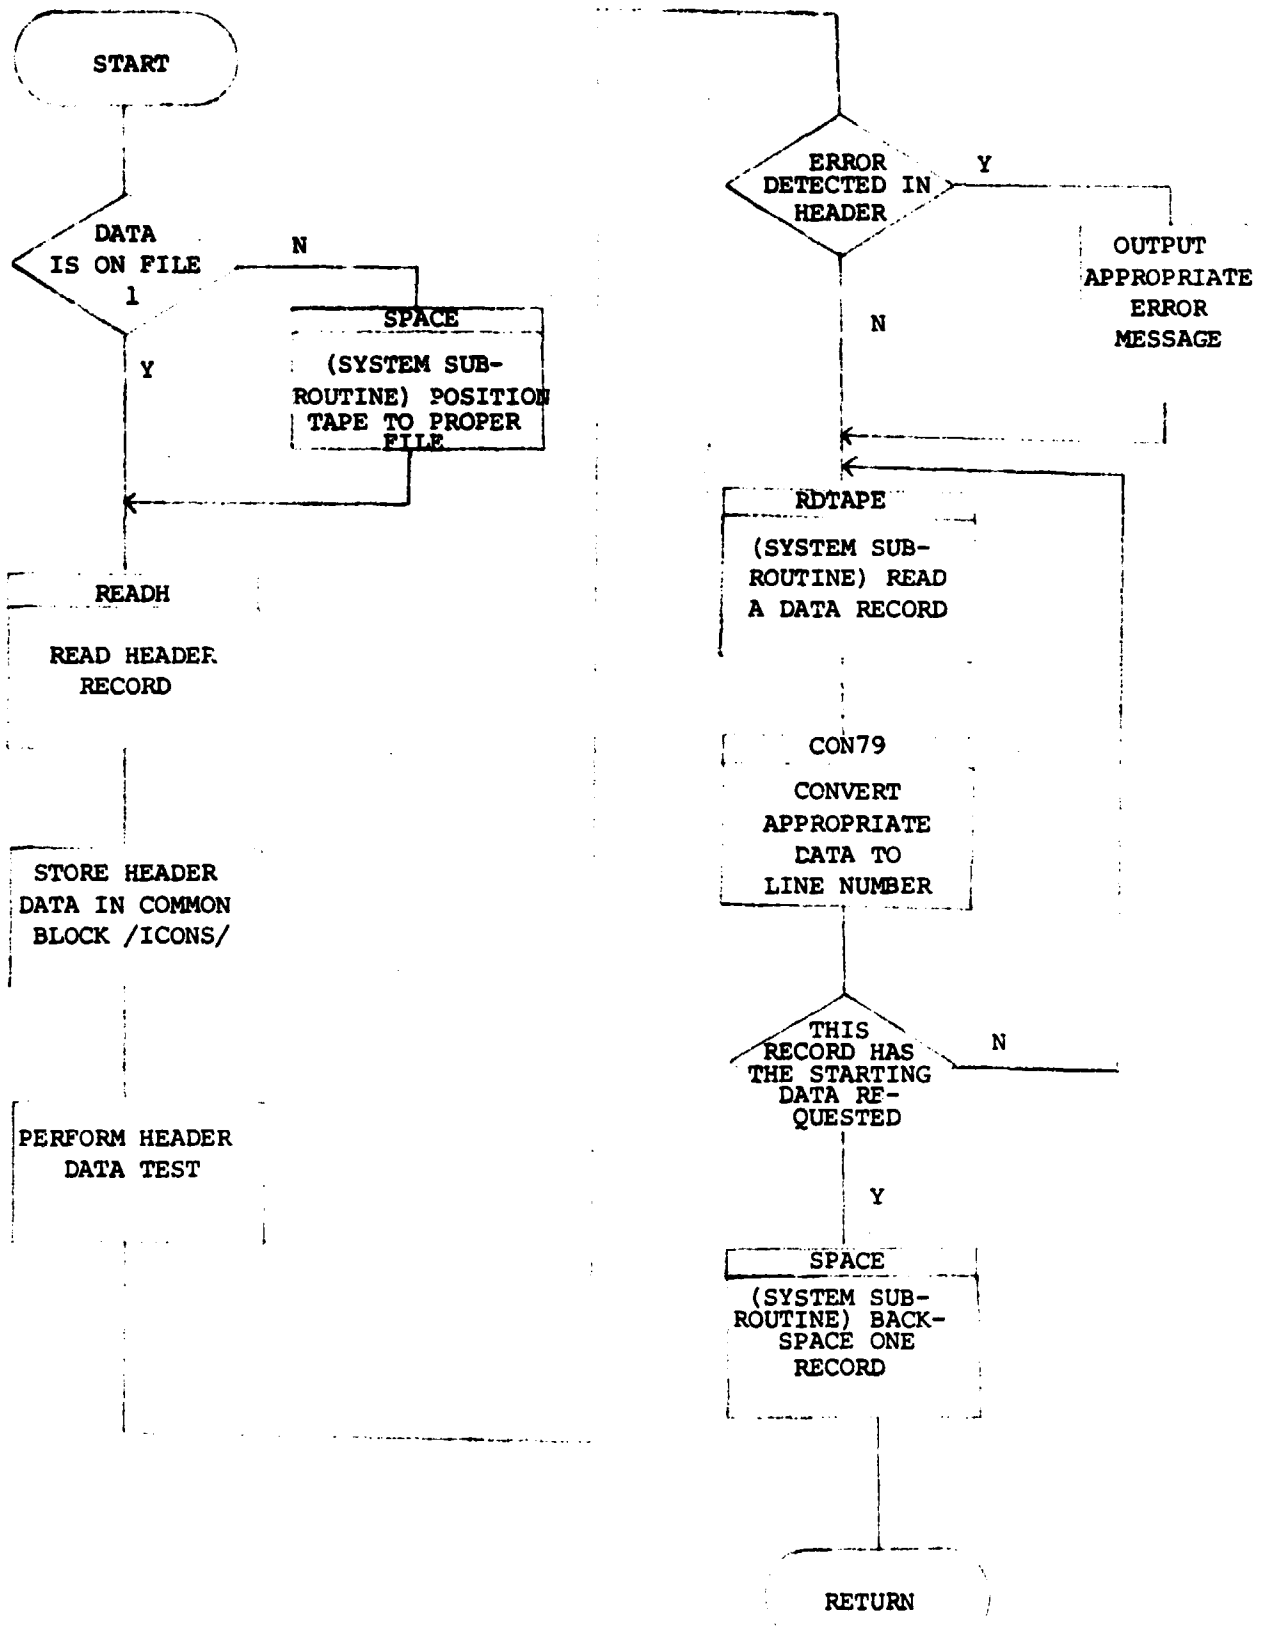 START
DATA
IS ON FILE
1
N
Y
SPACE
(SYSTEM SUB-
ROUTINE) POSITION
TAPE TO PROPER
FILE
READH
READ HEADER
RECORD
STORE HEADER
DATA IN COMMON
BLOCK /ICONS/
PERFORM HEADER
DATA TEST
ERROR
DETECTED IN
HEADER
Y
N
OUTPUT
APPROPRIATE
ERROR
MESSAGE
RDTAPE
(SYSTEM SUB-
ROUTINE) READ
A DATA RECORD
CON79
CONVERT
APPROPRIATE
DATA TO
LINE NUMBER
THIS
RECORD HAS
THE STARTING
DATA RE-
QUESTED
N
Y
SPACE
(SYSTEM SUB-
ROUTINE) BACK-
SPACE ONE
RECORD
RETURN